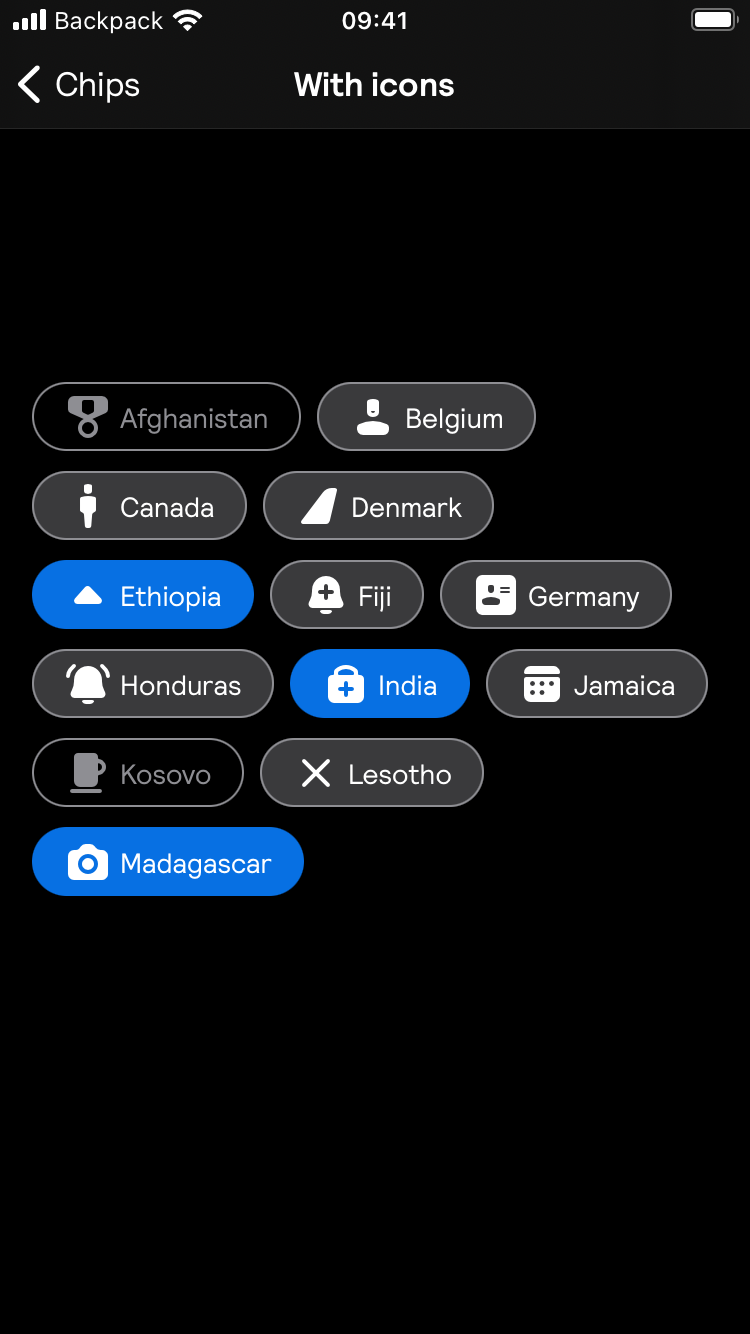 Backpack 09:41
Chips With icons
Afghanistan Belgium
Canada Denmark
Ethiopia Fiji Germany
Honduras India Jamaica
Kosovo Lesotho
Madagascar